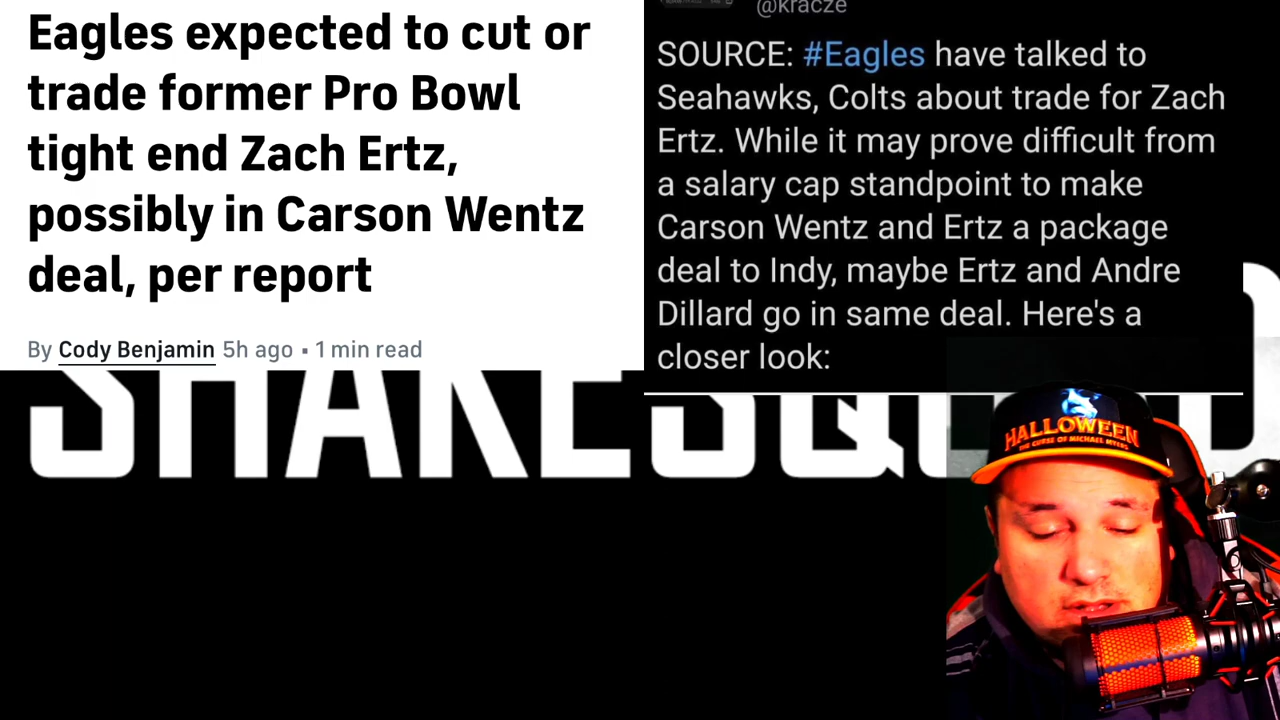 Eagles expected to cut or
trade former Pro Bowl
tight end Zach Ertz,
possibly in Carson Wentz
deal, per report
By Cody Benjamin 5h ago • 1 min read
@kracze
SOURCE: #Eagles have talked to
Seahawks, Colts about trade for Zach
Ertz. While it may prove difficult from
a salary cap standpoint to make
Carson Wentz and Ertz a package
deal to Indy, maybe Ertz and Andre
Dillard go in same deal. Here's a
closer look:
HALLOWEEN
THE CURSE OF MICHAEL MYERS